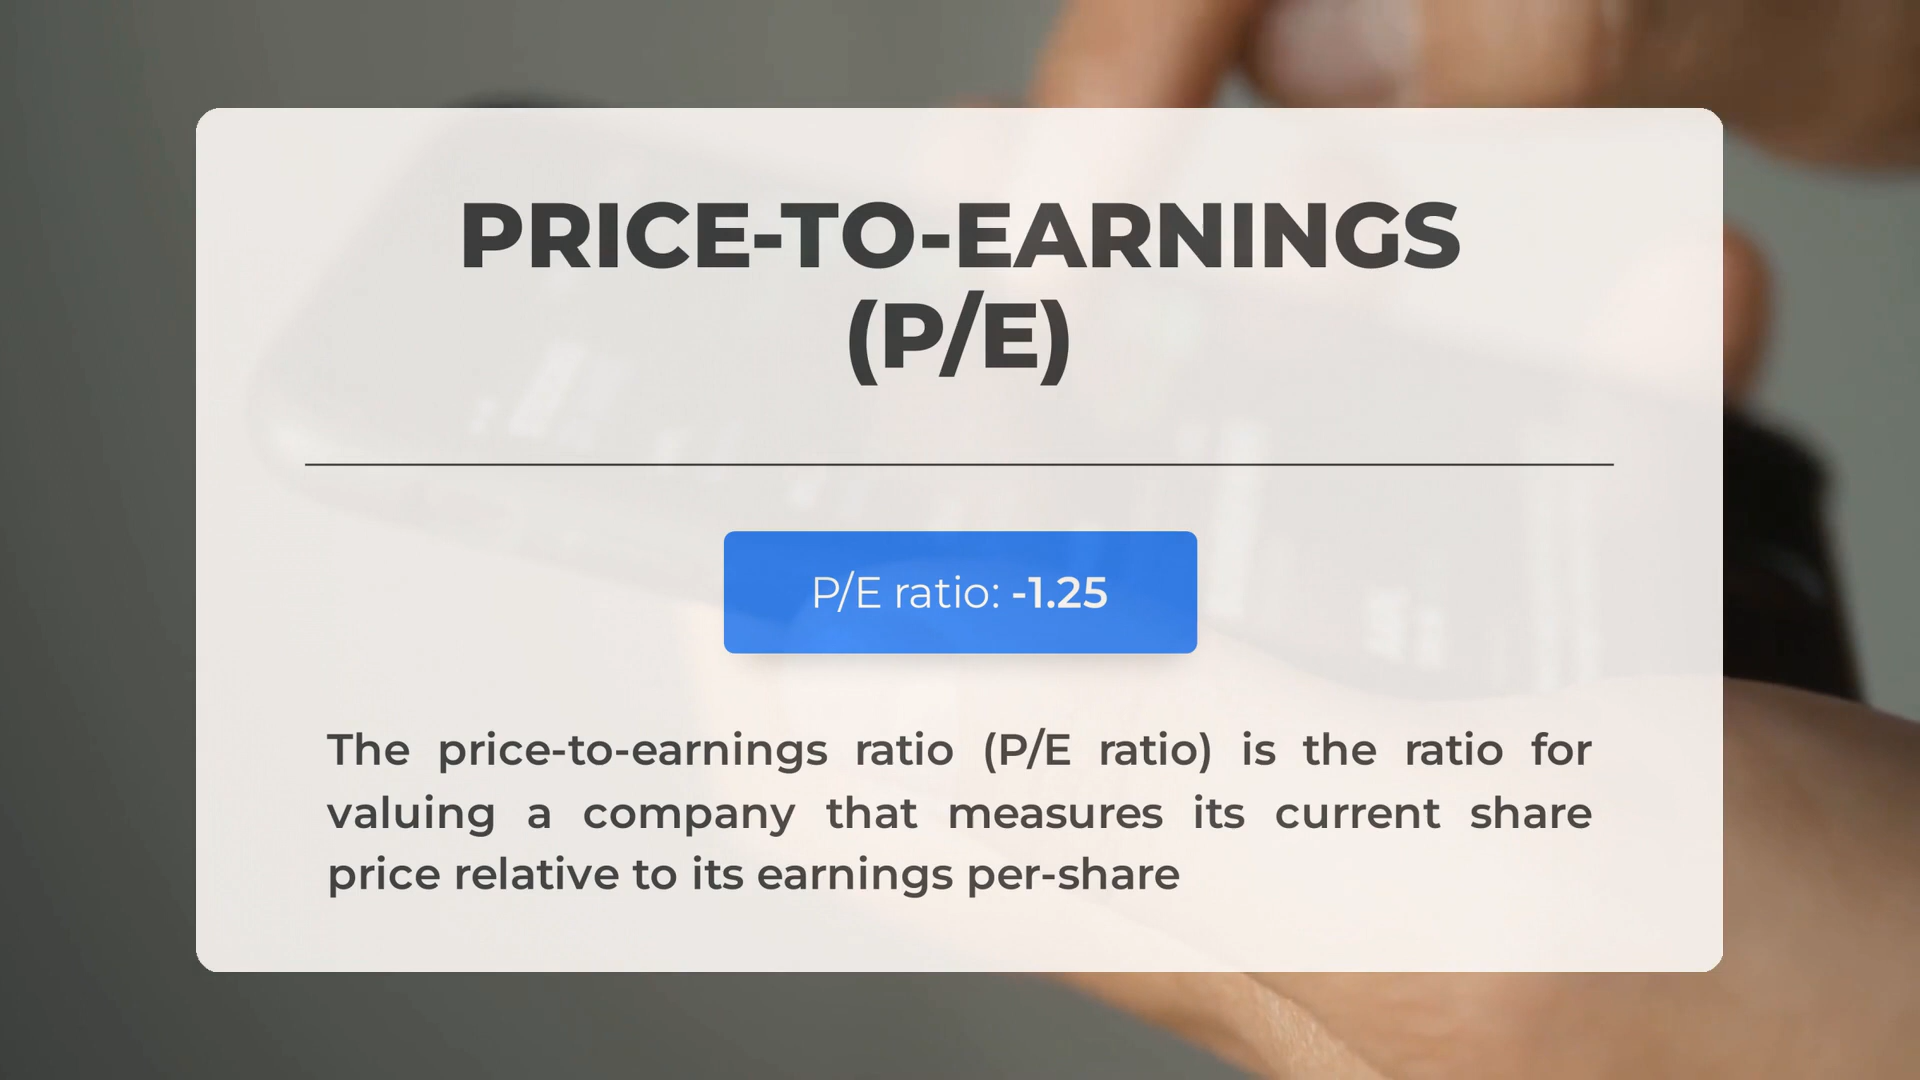 PRICE-TO-EARNINGS
(P/E)
P/E ratio: -1.25
The price-to-earnings ratio (P/E ratio) is the ratio for
valuing a company that measures its current share
price relative to its earnings per-share